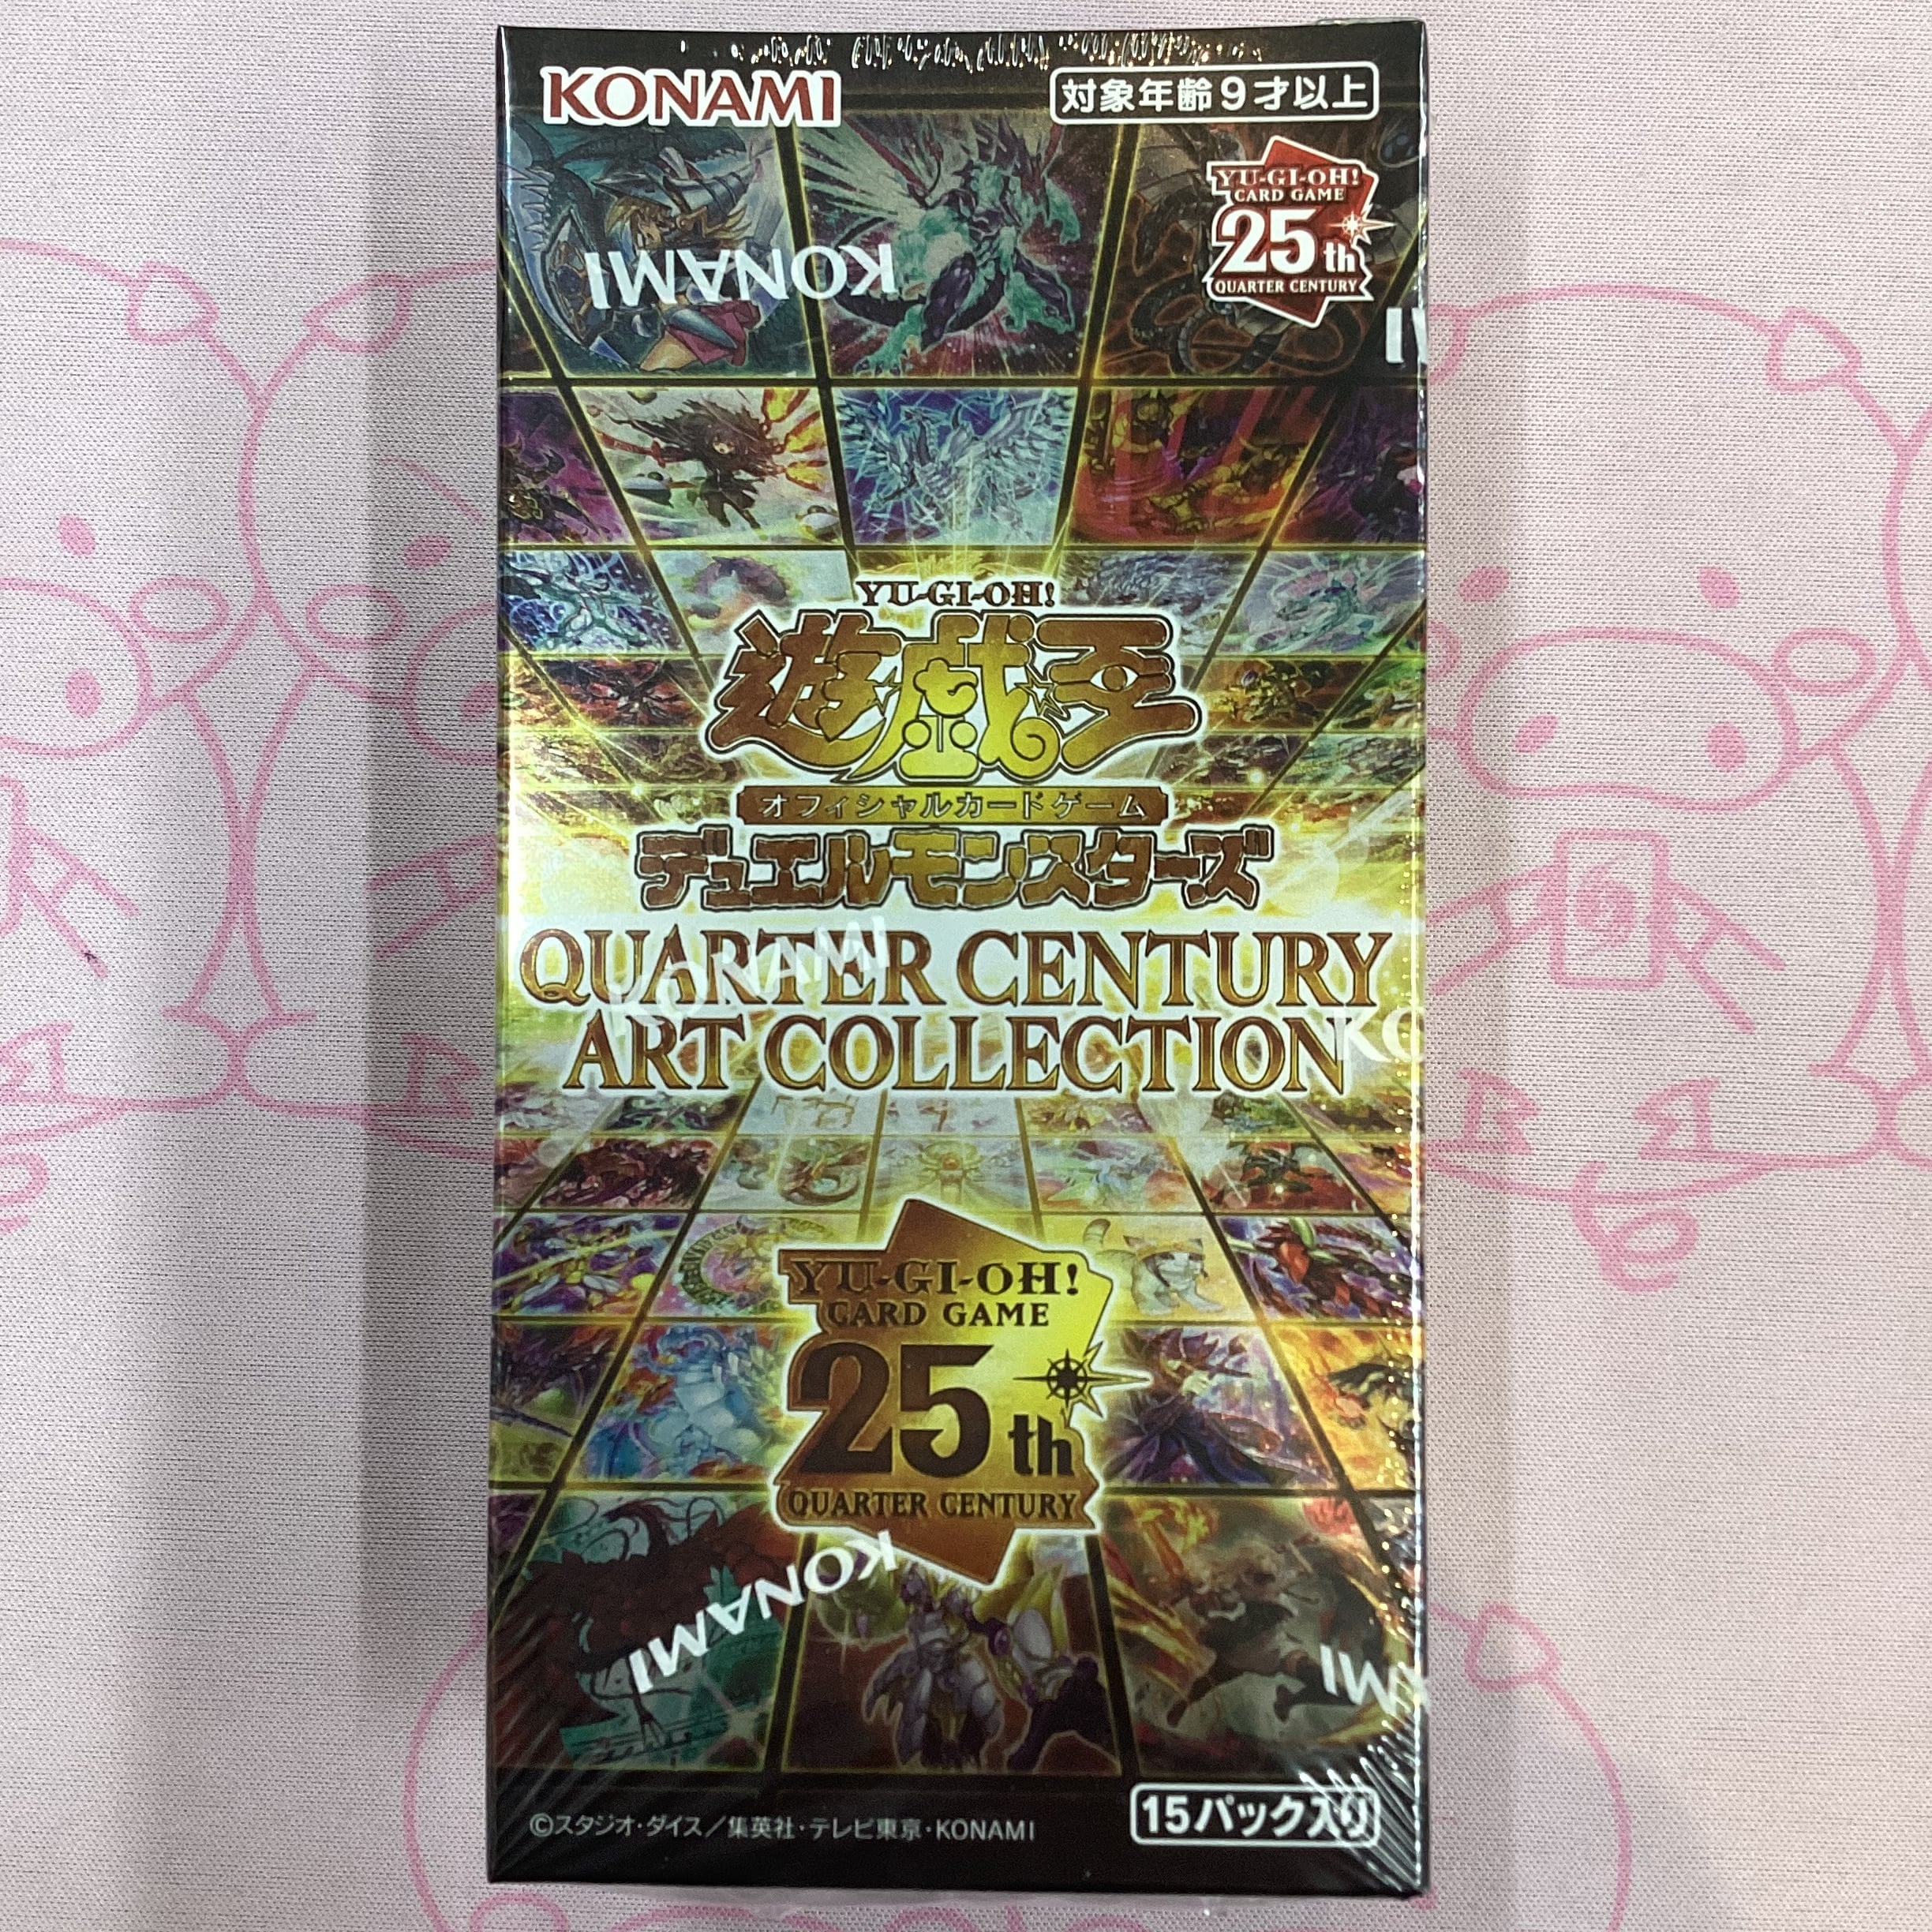 KONAMI
対象年齢9才以上
YU-GI-OH!
CARD GAME
25th
QUARTER CENTURY
KONAMI
YU-GI-OH!
遊戯王
オフィシャルカードゲーム
デュエルモンスターズ
QUARTER CENTURY
KONAMI
ART COLLECTION
KO
YU-GI-OH!
CARD GAME
25th
QUARTER CENTURY
KONAMI
MI
©スタジオ・ダイス/集英社・テレビ東京・KONAMI
15パック入り